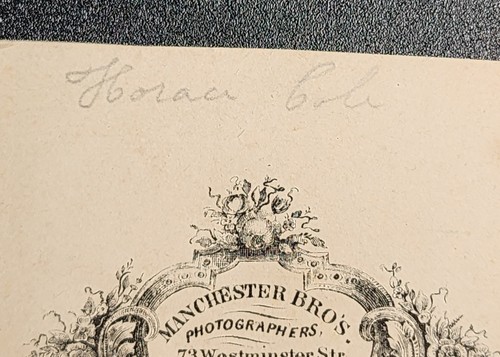 Horace Cole
MANCHESTER BRO'S.
PHOTOGRAPHERS.
73 Westminster Str.